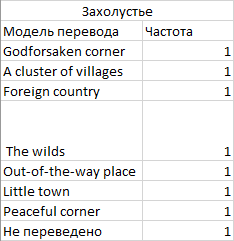 Захолустье
Модель перевода Частота
Godforsaken corner 1
A cluster of villages 1
Foreign country 1
The wilds 1
Out-of-the-way place 1
Little town 1
Peaceful corner 1
Не переведено 1